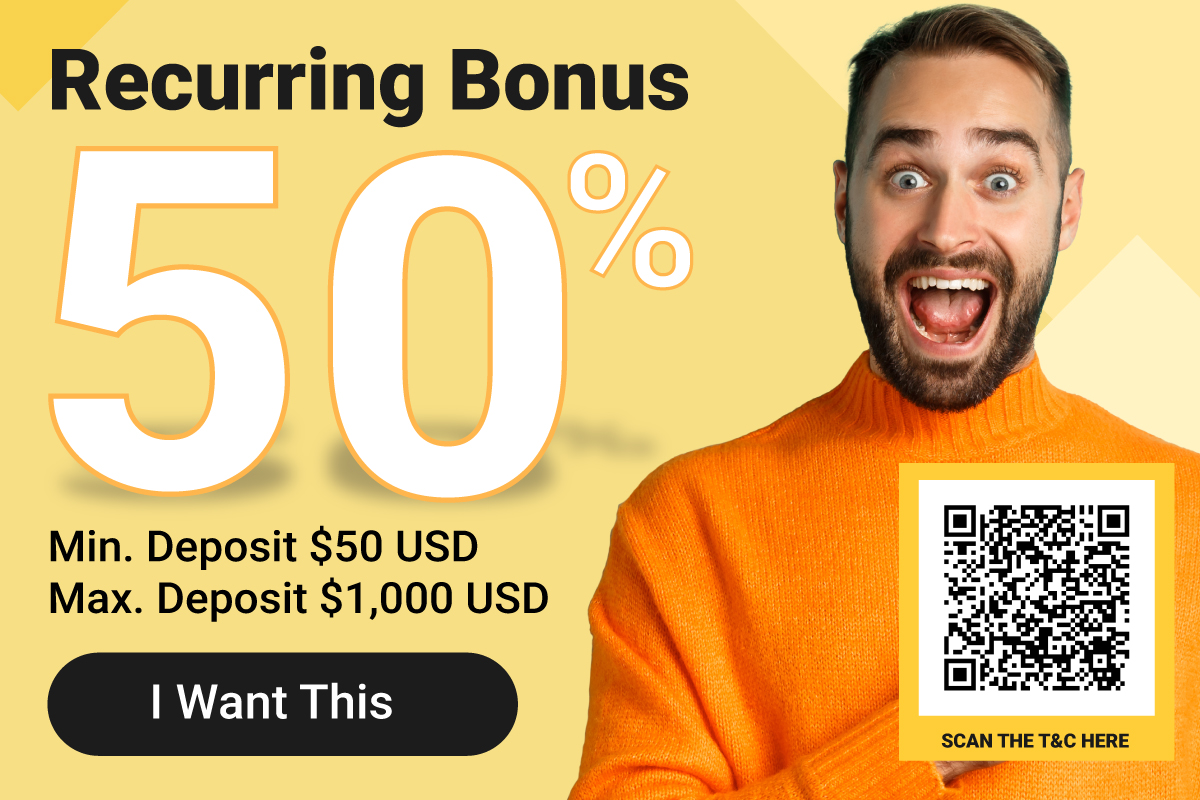 Recurring Bonus
50%
Min. Deposit $50 USD
Max. Deposit $1,000 USD
I Want This
SCAN THE T&C HERE